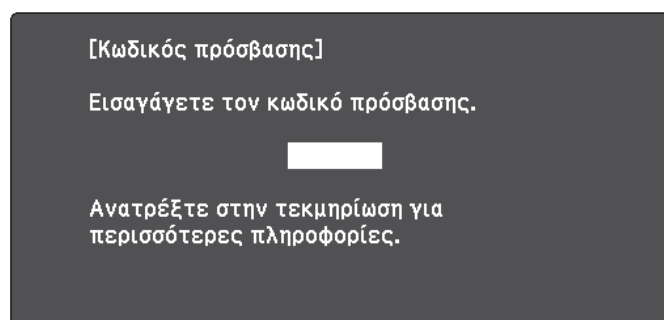 [Κωδικός πρόσβασης]
Εισαγάγετε τον κωδικό πρόσβασης.
Ανατρέξτε στην τεκμηρίωση για
περισσότερες πληροφορίες.